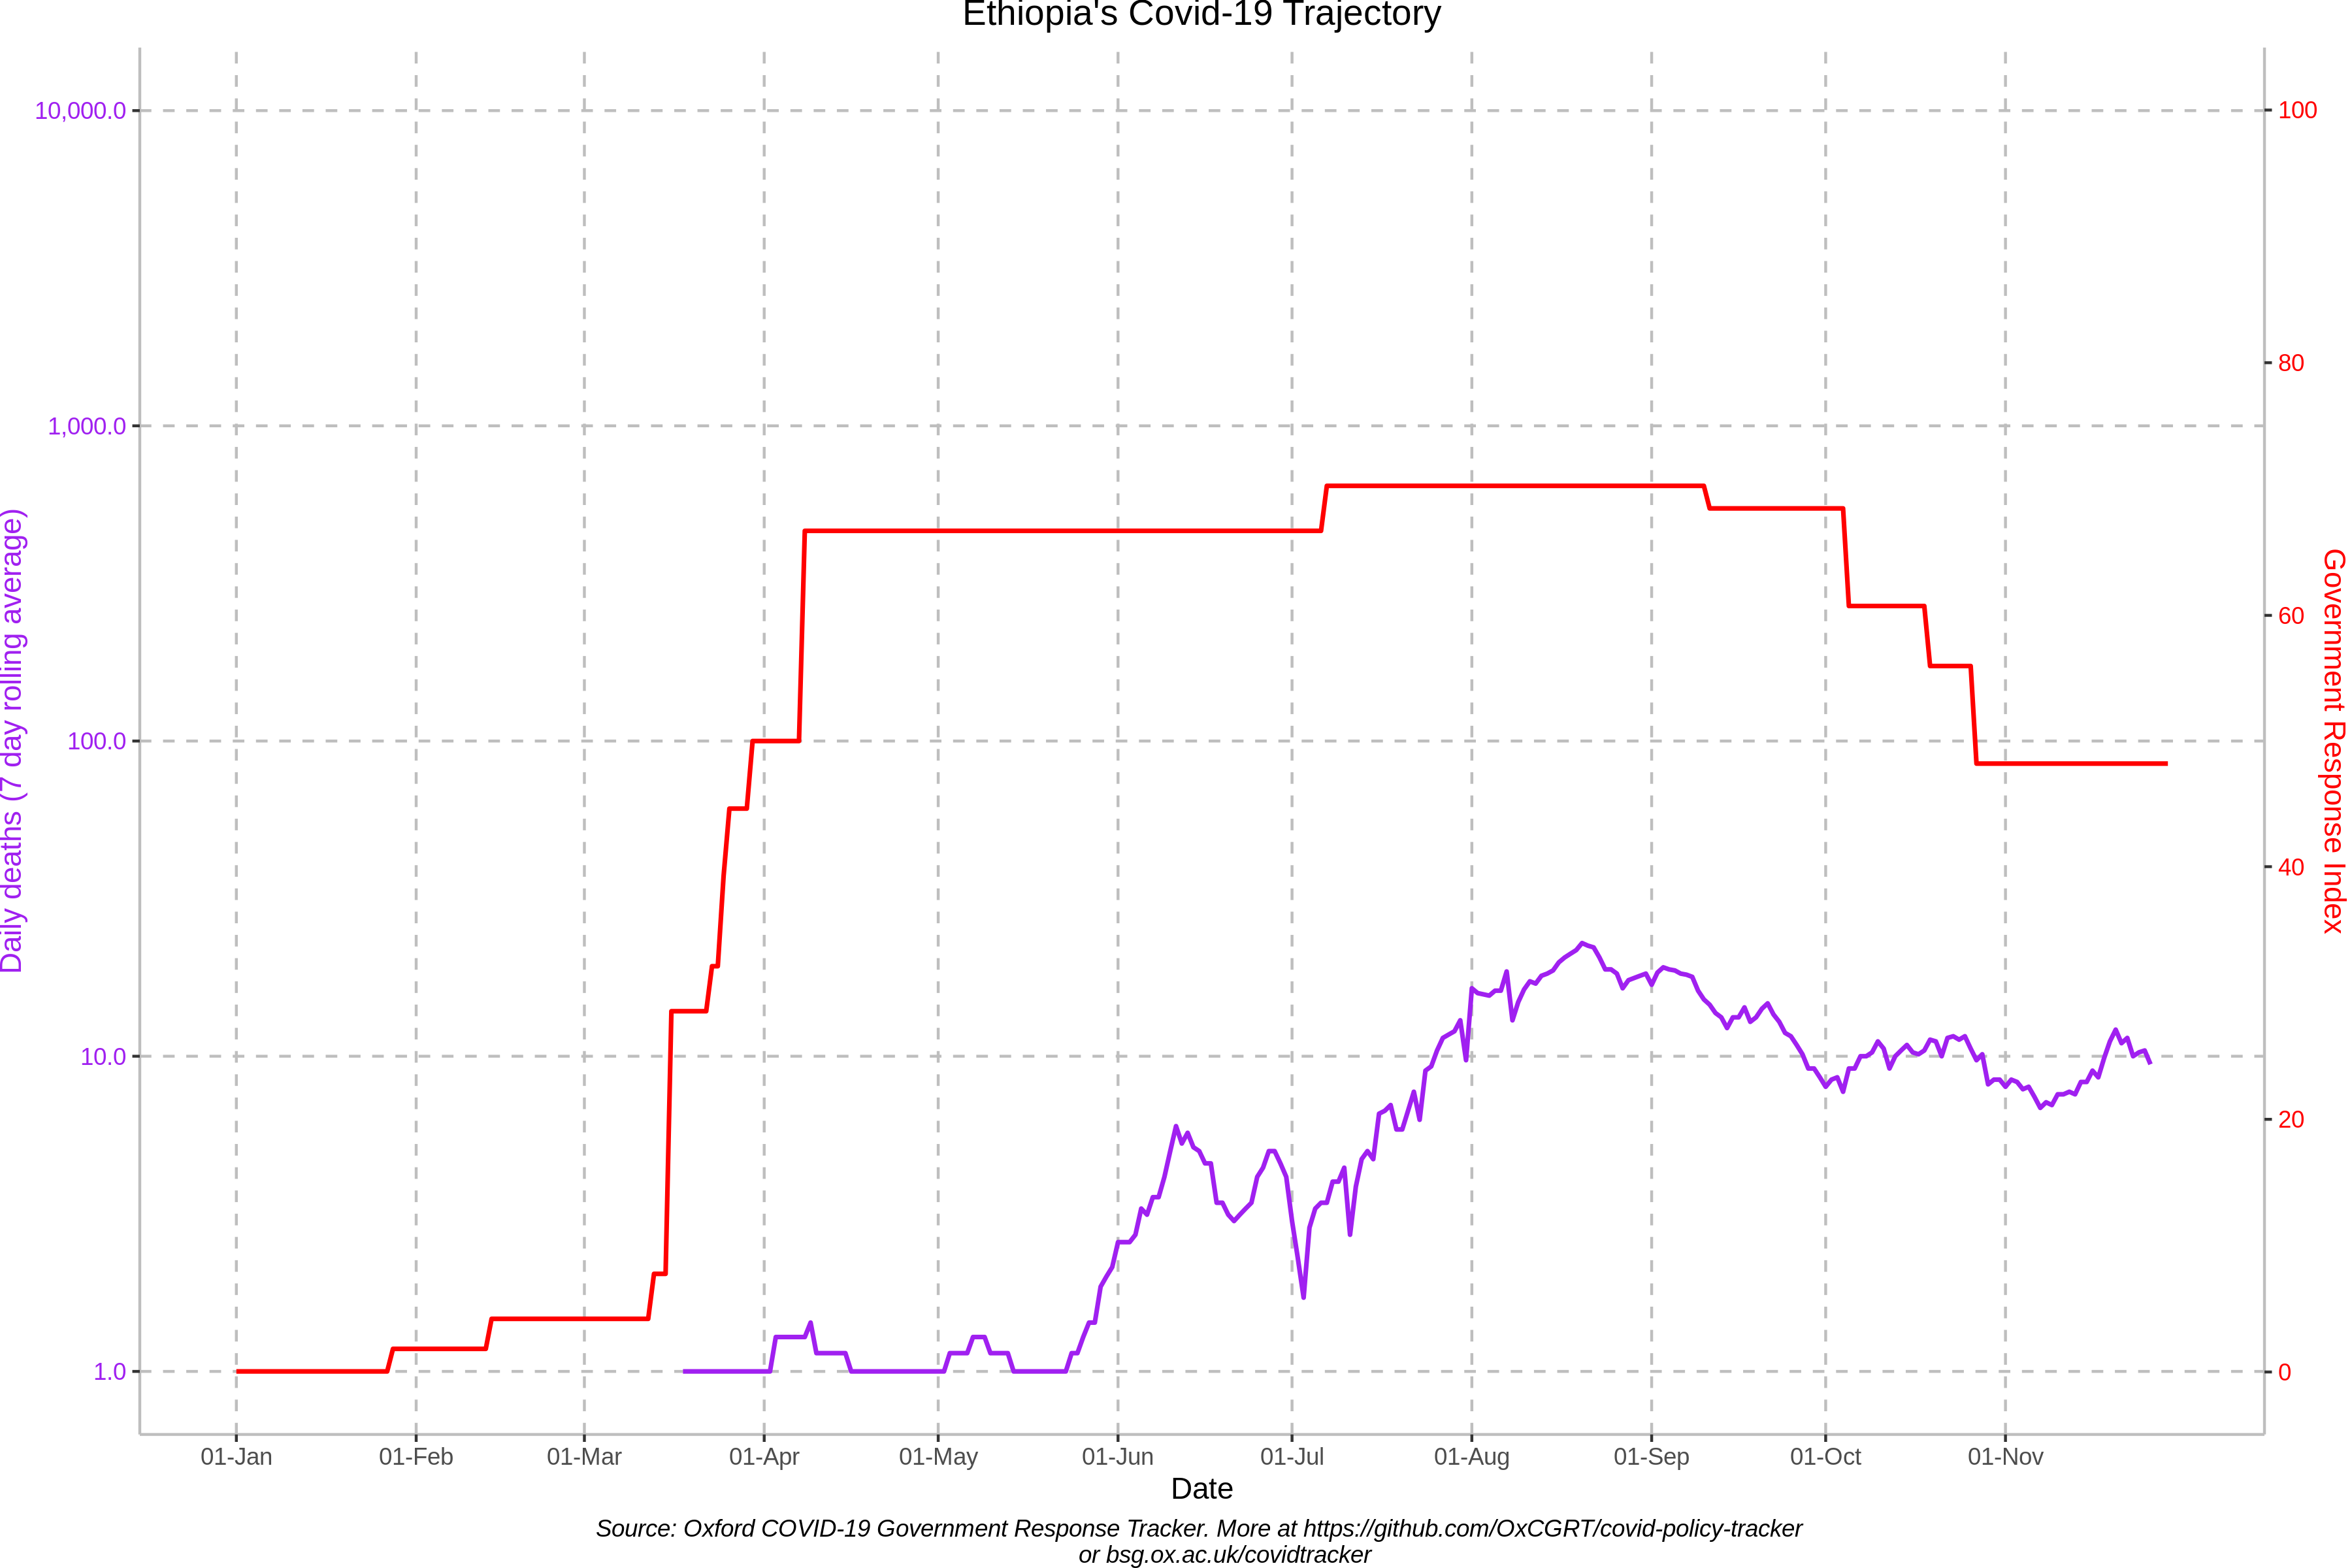 Ethiopia's Covid-19 Trajectory
10,000.0
1,000.0
100.0
10.0
1.0
Daily deaths (7 day rolling average)
100
80
60
40
20
0
Government Response Index
01-Jan
01-Feb
01-Mar
01-Apr
01-May
01-Jun
01-Jul
01-Aug
01-Sep
01-Oct
01-Nov
Date
Source: Oxford COVID-19 Government Response Tracker. More at https://github.com/OxCGRT/covid-policy-tracker
or bsg.ox.ac.uk/covidtracker